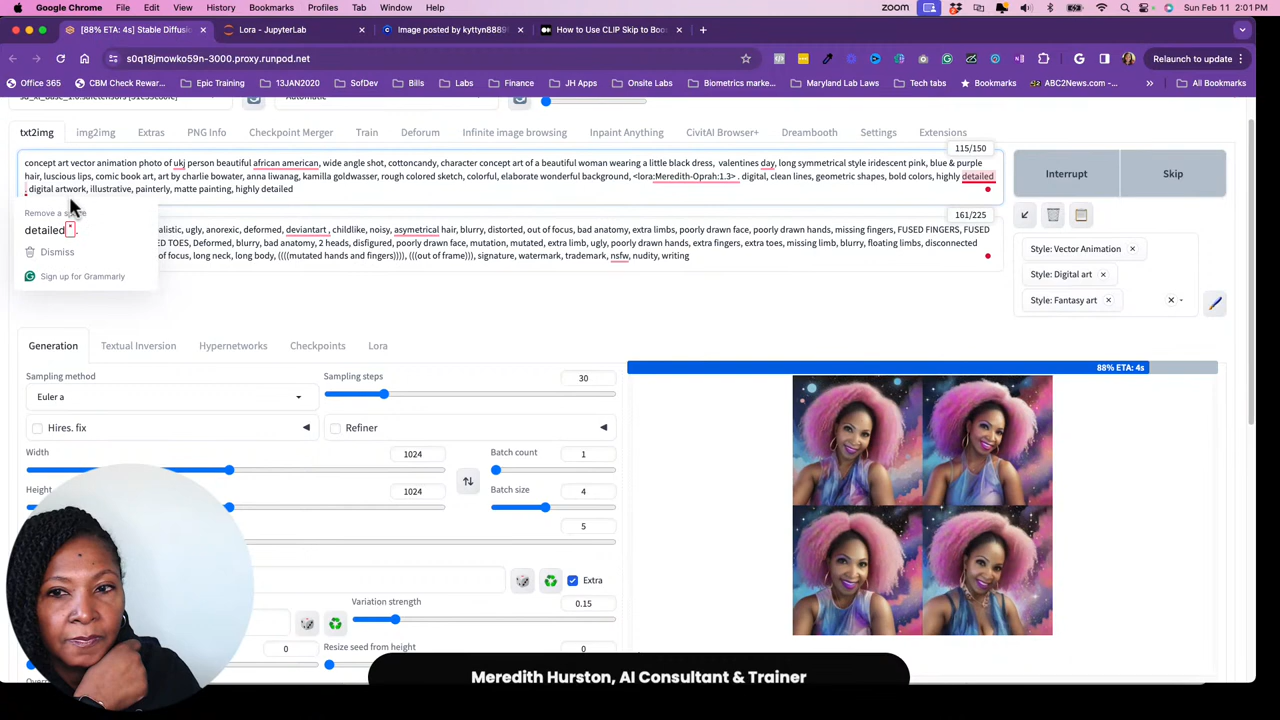 Google Chrome File Edit View History Bookmarks Profiles Tab Window Help zoom Sun Feb 11 2:01 PM
[88% ETA: 4s] Stable Diffusi Lora - JupyterLab Image posted by kyttyn8889 How to Use CLIP Skip to Boo
s0q18jmowko59n-3000.proxy.runpod.net Relaunch to update
Office 365 CBM Check Rewar... Epic Training 13JAN2020 SofDev Bills Labs Finance JH Apps Onsite Labs Biometrics marke... Maryland Lab Classes Tech tabs Bookmarks ABC2News.com -... » All Bookmarks
Automatic
txt2img img2img Extras PNG Info Checkpoint Merger Train Deforum Infinite image browsing Inpaint Anything CivitAI Browser+ Dreambooth Settings Extensions
115/150
concept art vector animation photo of ukj person beautiful african american, wide angle shot, cottoncandy, character concept art of a beautiful woman wearing a little black dress, valentines day, long symmetrical style iridescent pink, blue & purple
hair, luscious lips, comic book art, art by charlie bowater, anna liwanag, kamilla goldwasser, rough colored sketch, colorful, elaborate wonderful background, <lora:Meredith-Oprah:1.3> . digital, clean lines, geometric shapes, bold colors, highly detailed
. digital artwork, illustrative, painterly, matte painting, highly detailed
Interrupt Skip
Remove a space
detailed .
Dismiss
Sign up for Grammarly
161/225
alistic, ugly, anorexic, deformed, deviantart , childlike, noisy, asymetrical hair, blurry, distorted, out of focus, bad anatomy, extra limbs, poorly drawn face, poorly drawn hands, missing fingers, FUSED FINGERS, FUSED
ED TOES, Deformed, blurry, bad anatomy, 2 heads, disfigured, poorly drawn face, mutation, mutated, extra limb, ugly, poorly drawn hands, extra fingers, extra toes, missing limb, blurry, floating limbs, disconnected
of focus, long neck, long body, ((((mutated hands and fingers)))), (((out of frame))), signature, watermark, trademark, nsfw, nudity, writing
Style: Vector Animation ×
Style: Digital art ×
Style: Fantasy art ×
Generation Textual Inversion Hypernetworks Checkpoints Lora
Sampling method
Euler a
Sampling steps
30
88% ETA: 4s
Hires. fix
Refiner
Width
1024
Batch count
1
Height
1024
Batch size
4
5
Extra
Variation strength
0.15
0
Resize seed from height
0
Meredith Hurston, AI Consultant & Trainer